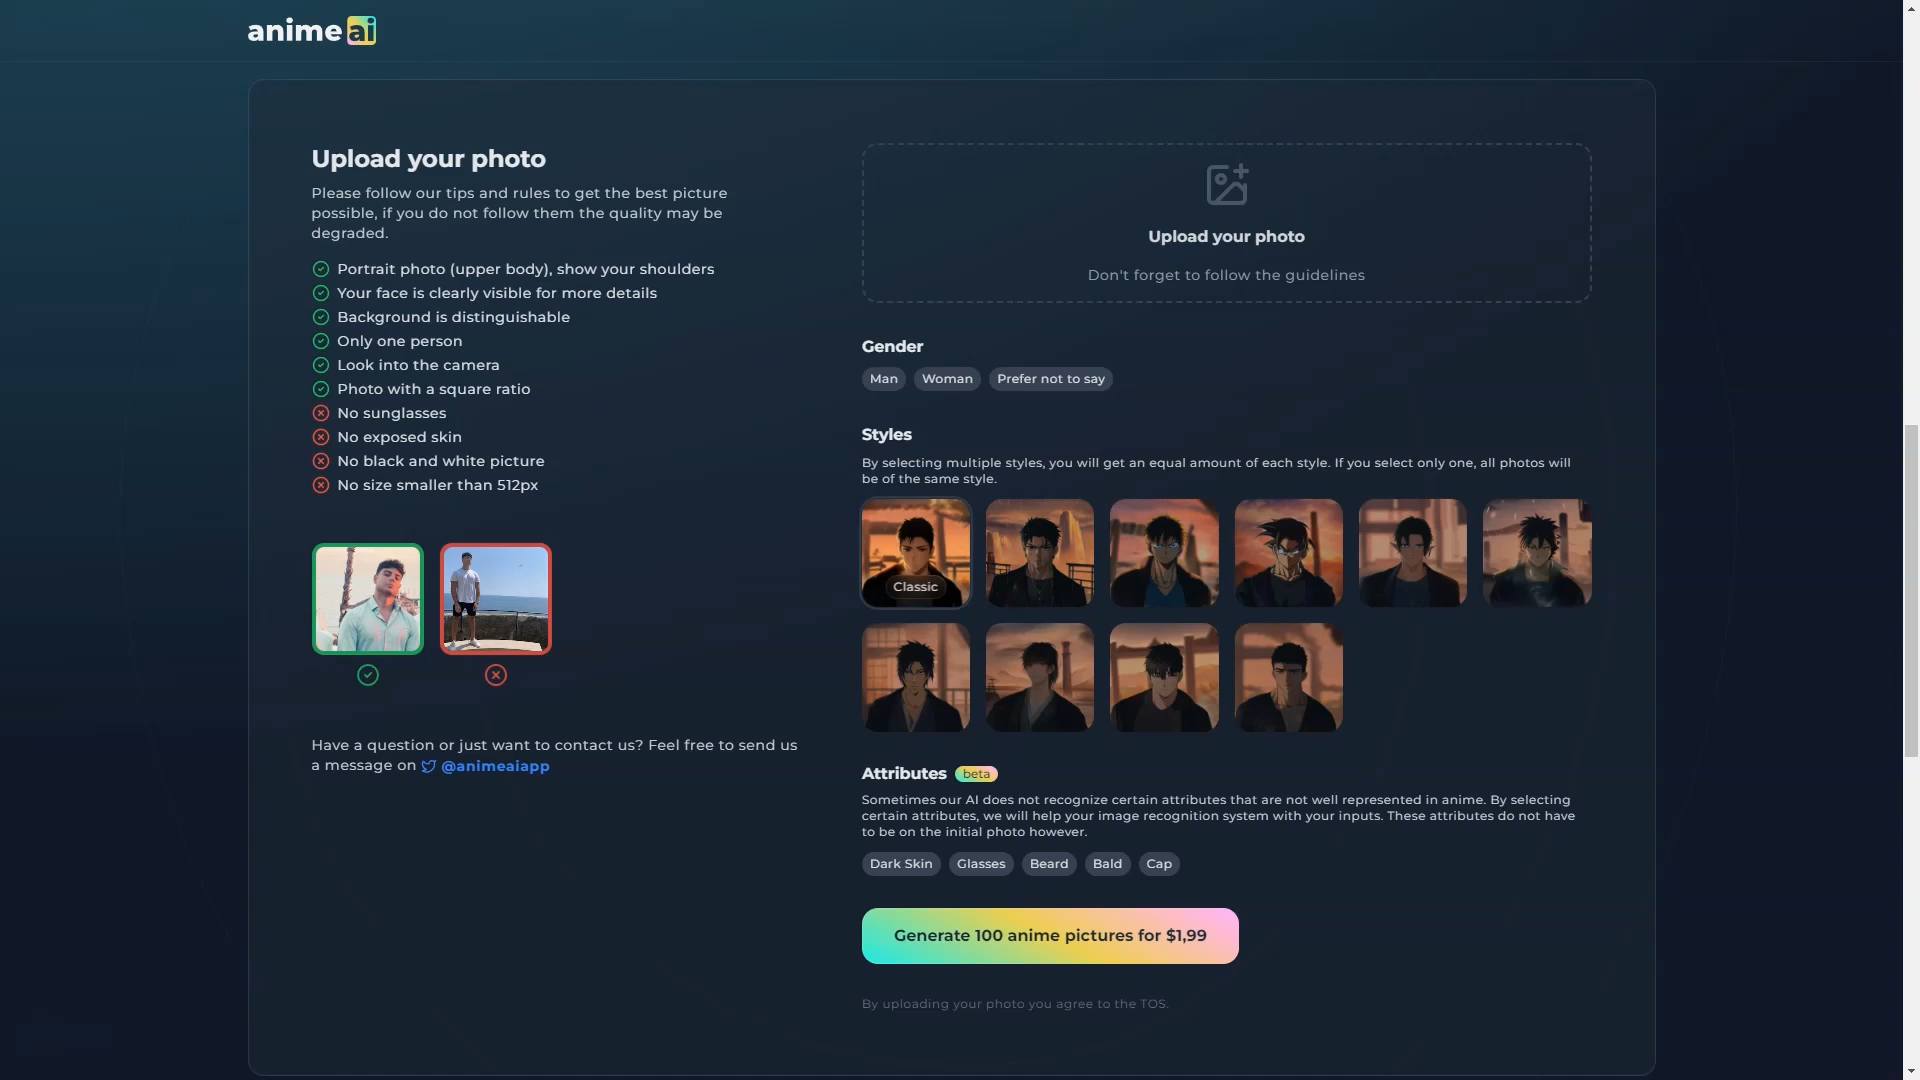 anime ai
Upload your photo
Please follow our tips and rules to get the best picture
possible, if you do not follow them the quality may be
degraded.
Portrait photo (upper body), show your shoulders
Your face is clearly visible for more details
Background is distinguishable
Only one person
Look into the camera
Photo with a square ratio
No sunglasses
No exposed skin
No black and white picture
No size smaller than 512px
Have a question or just want to contact us? Feel free to send us
a message on @animeaiapp
Upload your photo
Don't forget to follow the guidelines
Gender
Man Woman Prefer not to say
Styles
By selecting multiple styles, you will get an equal amount of each style. If you select only one, all photos will
be of the same style.
Classic
Attributes beta
Sometimes our AI does not recognize certain attributes that are not well represented in anime. By selecting
certain attributes, we will help your image recognition system with your inputs. These attributes do not have
to be on the initial photo however.
Dark Skin Glasses Beard Bald Cap
Generate 100 anime pictures for $1,99
By uploading your photo you agree to the TOS.